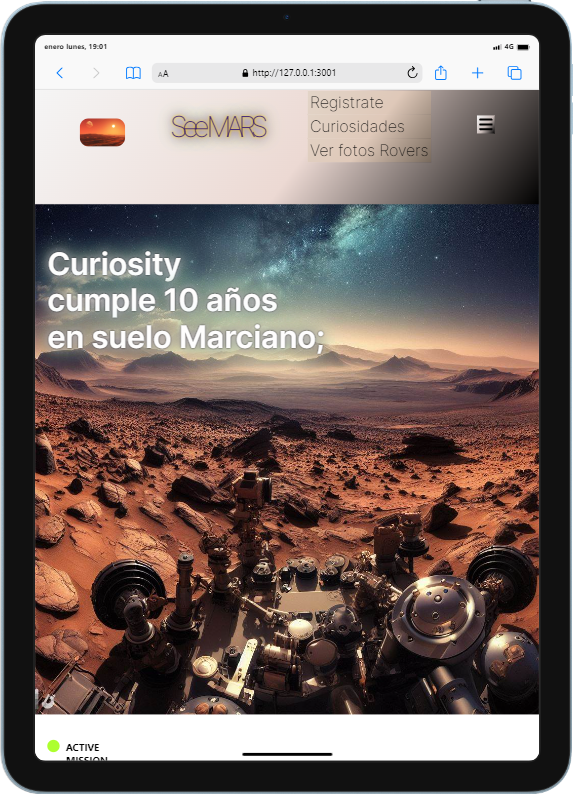 enero lunes, 19:01
4G
AA
http://127.0.0.1:3001
SeeMARS
Registrate
Curiosidades
Ver fotos Rovers
Curiosity
cumple 10 años
en suelo Marciano;
ACTIVE
MISSION